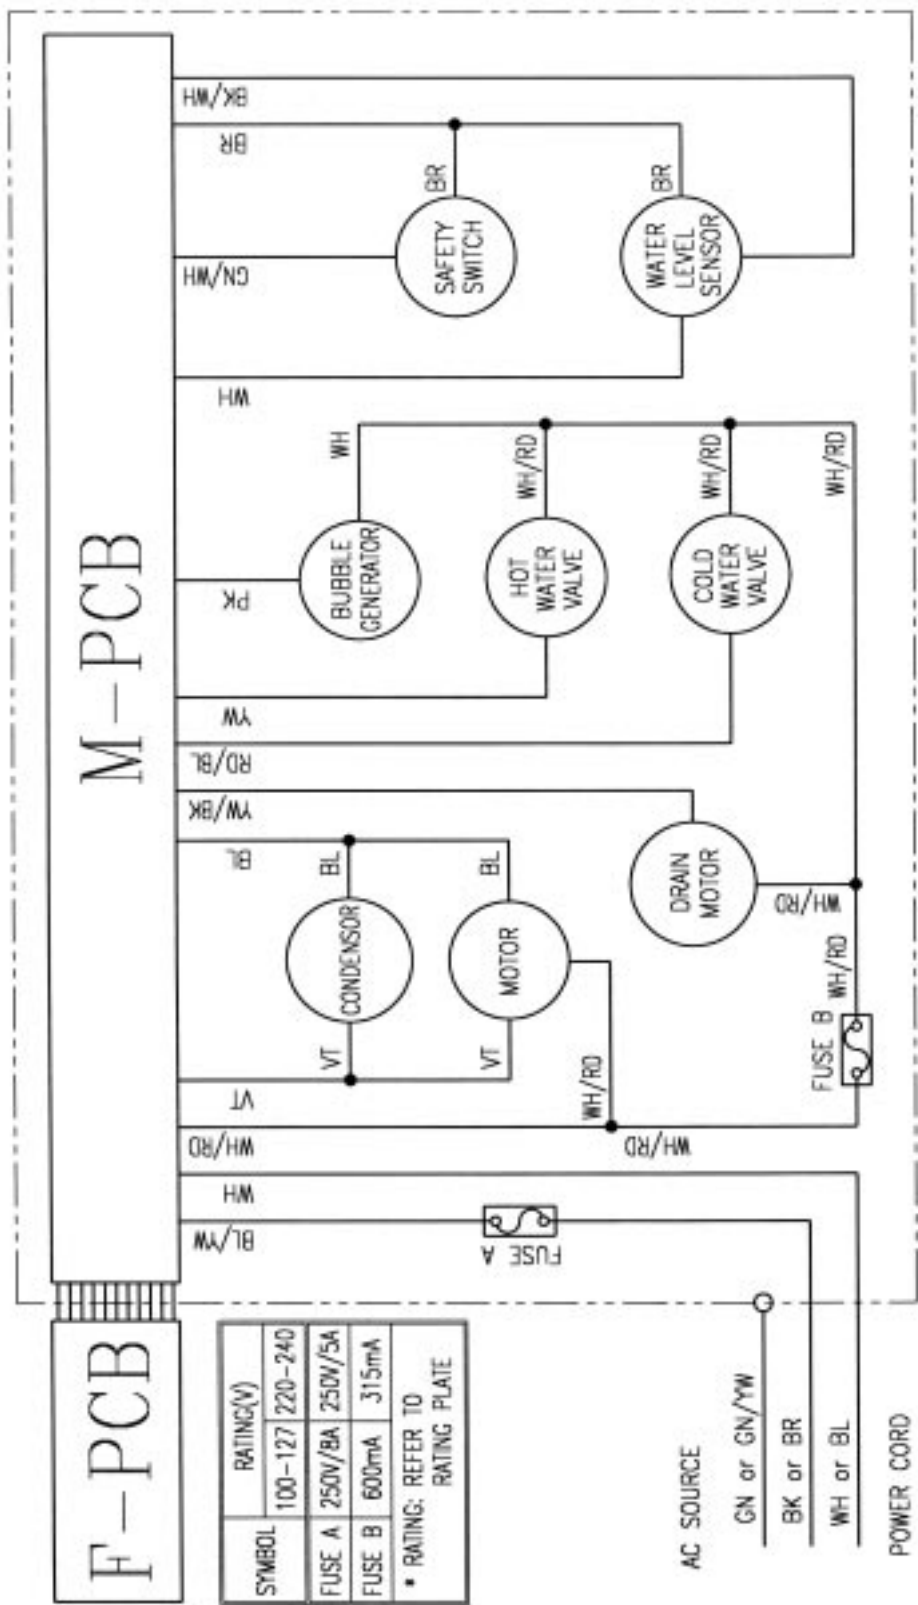 F-PCB
M-PCB
SYMBOL
RATING(V)
100-127 220-240
FUSE A 250V/8A 250V/5A
FUSE B 600mA 315mA
* RATING: REFER TO
RATING PLATE
AC SOURCE
GN or GN/YW
BK or BR
WH or BL
POWER CORD
BL/YW
WH
WH/RD
VT
BL
YW/BK
RD/BL
YW
PK
WH
GN/WH
BR
BK/WH
FUSE A
VT
CONDENSOR
BL
VT
MOTOR
BL
WH/RD
WH/RD
FUSE B
WH/RD
DRAIN
MOTOR
WH/RD
BUBBLE
GENERATOR
WH
HOT
WATER
VALVE
WH/RD
COLD
WATER
VALVE
WH/RD
WH/RD
SAFETY
SWITCH
BR
WATER
LEVEL
SENSOR
BR